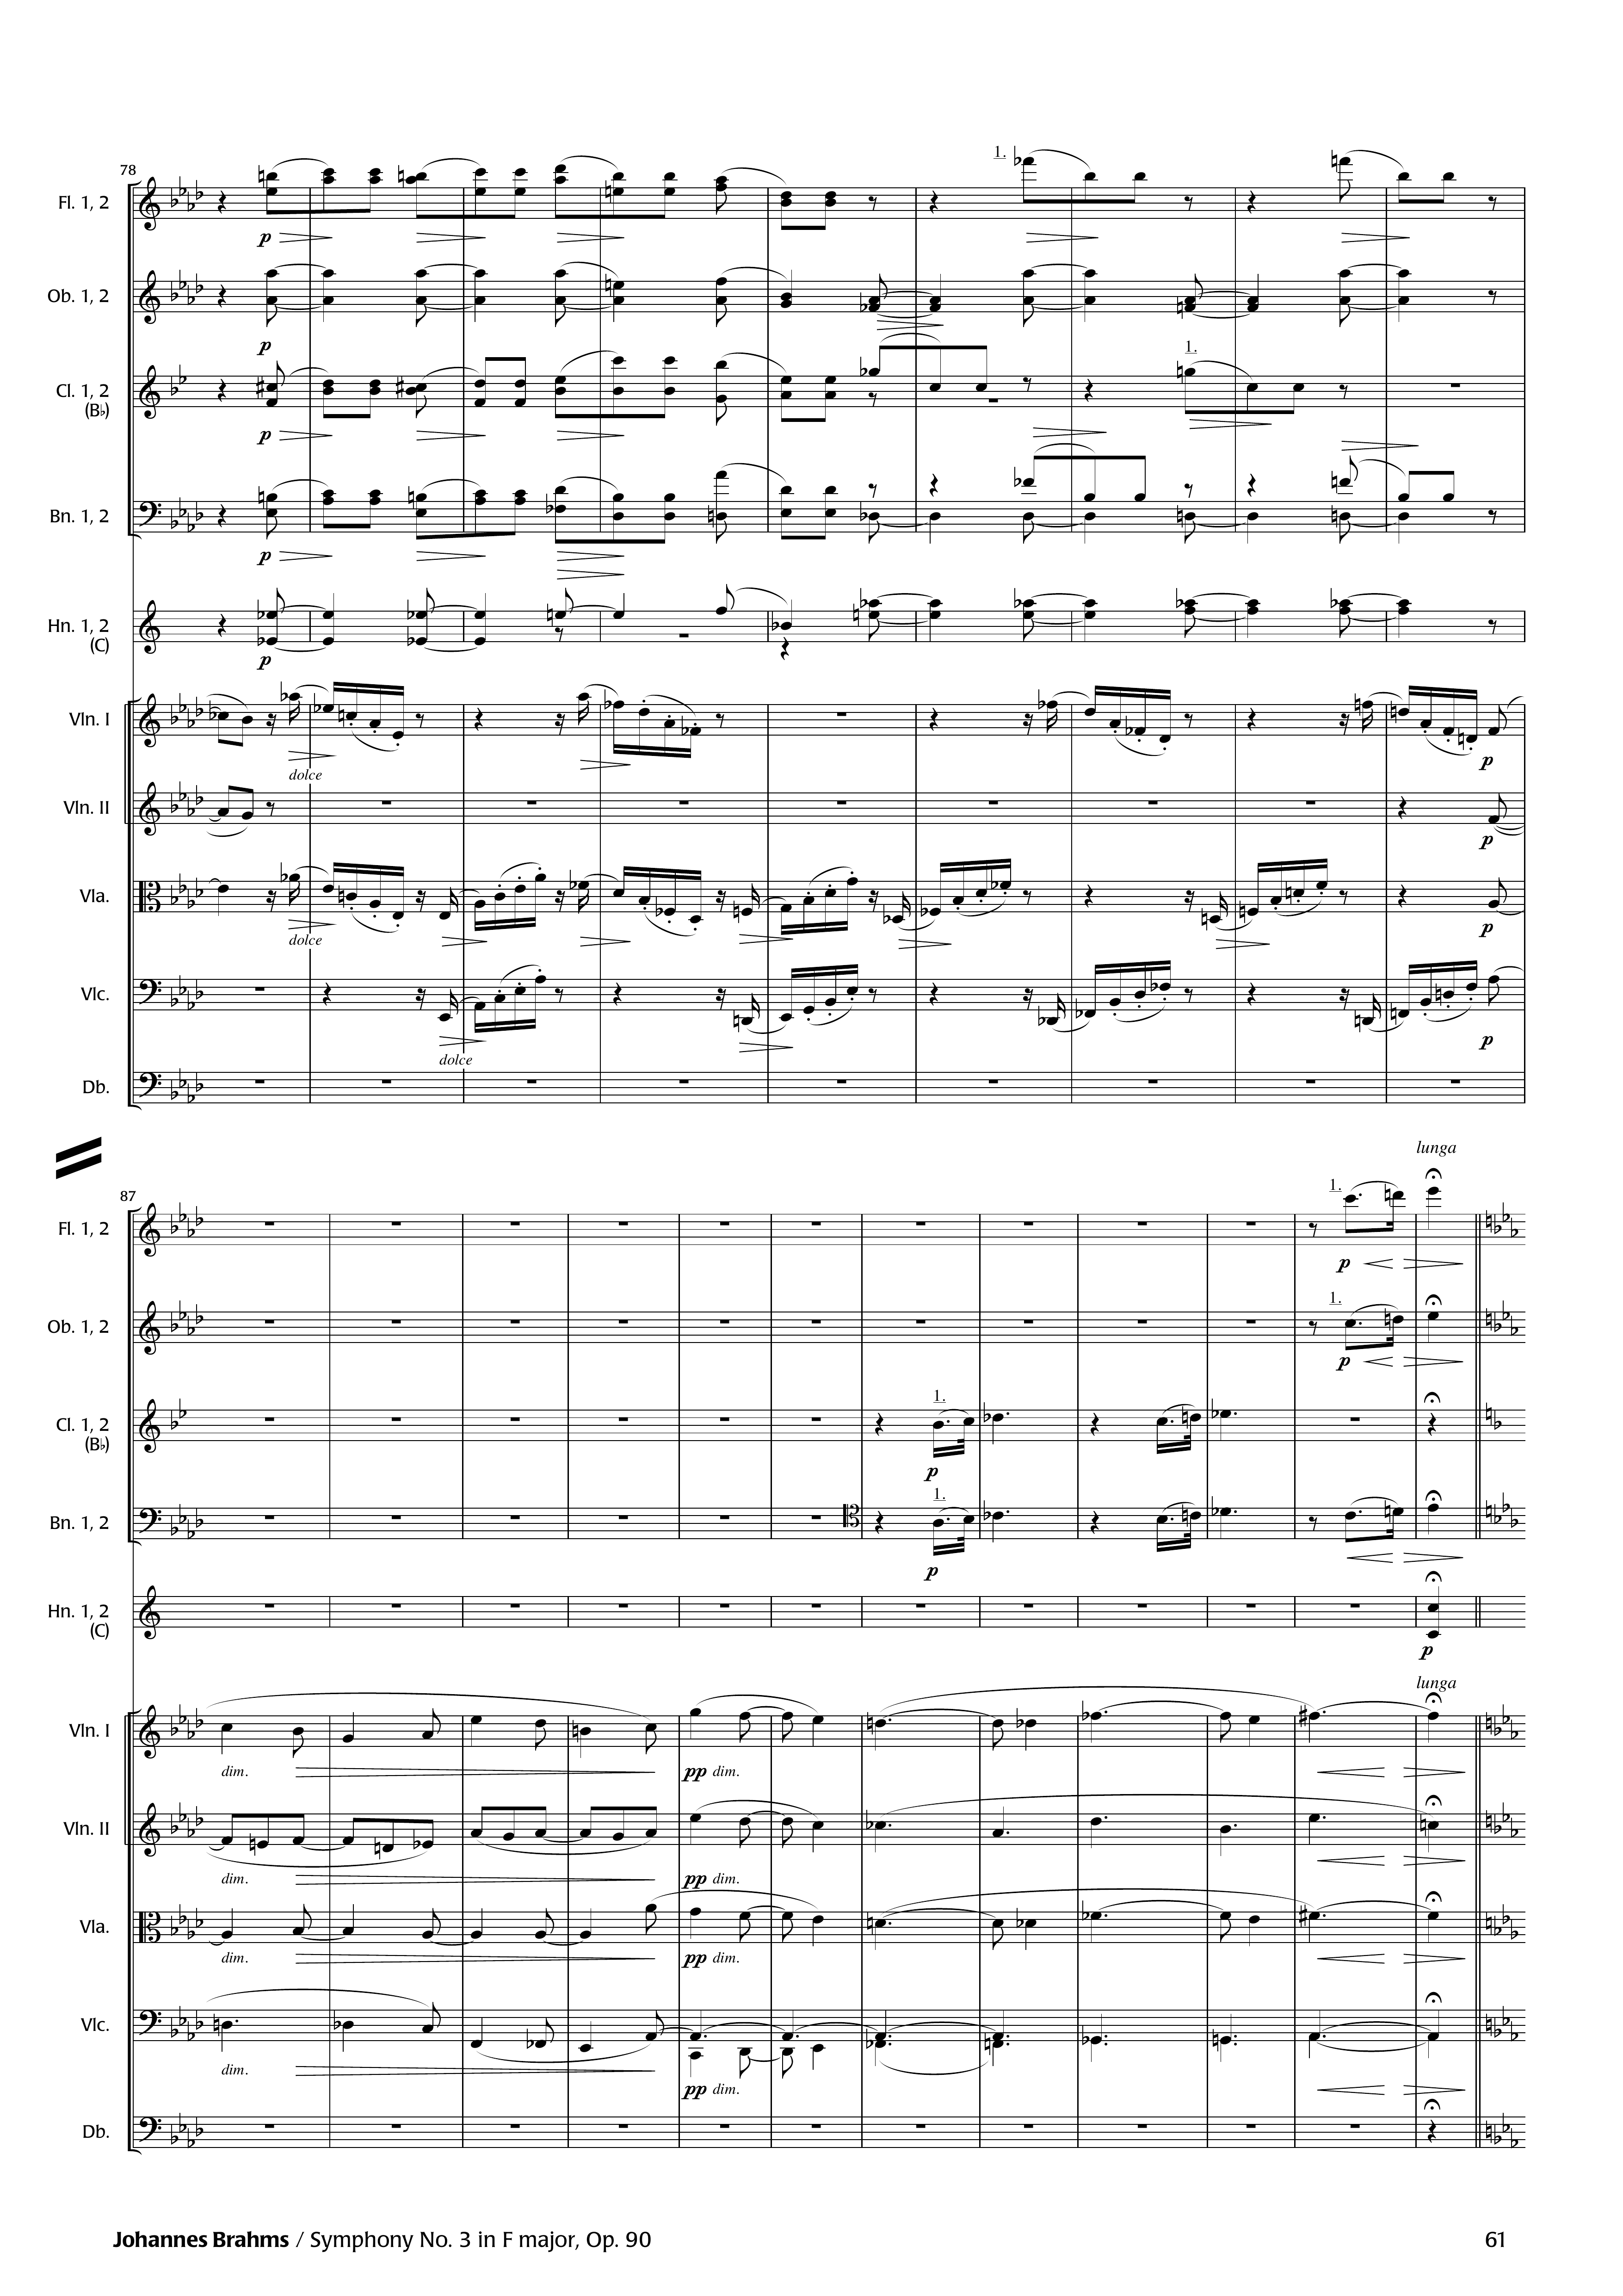 78
1.
Fl. 1, 2
p
Ob. 1, 2
p
1.
Cl. 1, 2
(B♭)
p
Bn. 1, 2
p
Hn. 1, 2
(C)
p
Vln. I
dolce
p
Vln. II
p
Vla.
dolce
p
Vlc.
dolce
p
Db.
lunga
87
1.
Fl. 1, 2
p
1.
Ob. 1, 2
p
1.
Cl. 1, 2
(B♭)
p
1.
Bn. 1, 2
p
Hn. 1, 2
(C)
p
lunga
Vln. I
dim. pp dim.
Vln. II
dim. pp dim.
Vla.
dim. pp dim.
Vlc.
dim.
pp dim.
Db.
Johannes Brahms / Symphony No. 3 in F major, Op. 90 61